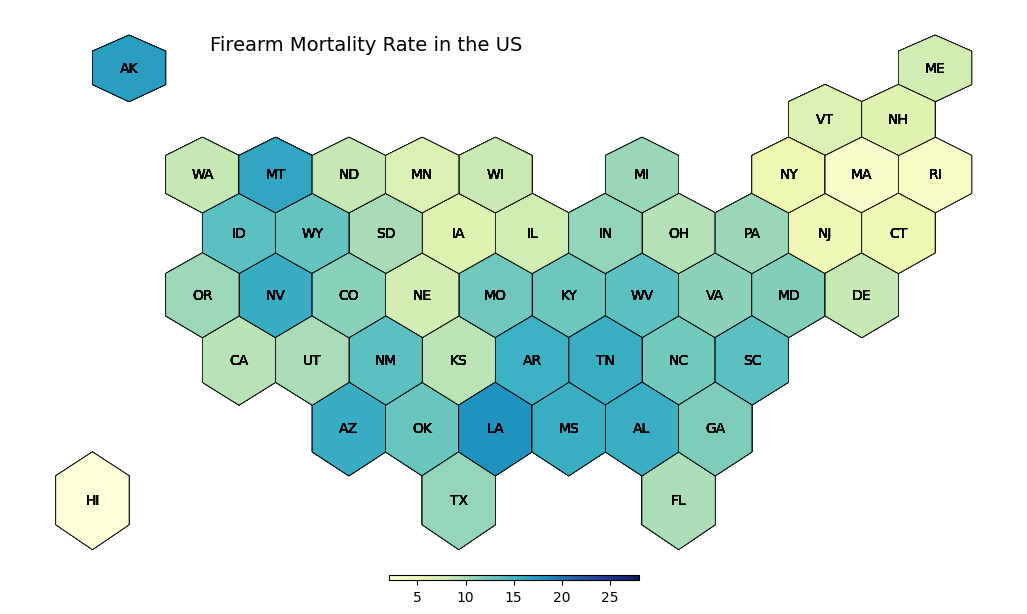 Firearm Mortality Rate in the US
AK
ME
VT NH
WA MT ND MN WI MI NY MA RI
ID WY SD IA IL IN OH PA NJ CT
OR NV CO NE MO KY WV VA MD DE
CA UT NM KS AR TN NC SC
AZ OK LA MS AL GA
HI TX FL
5 10 15 20 25